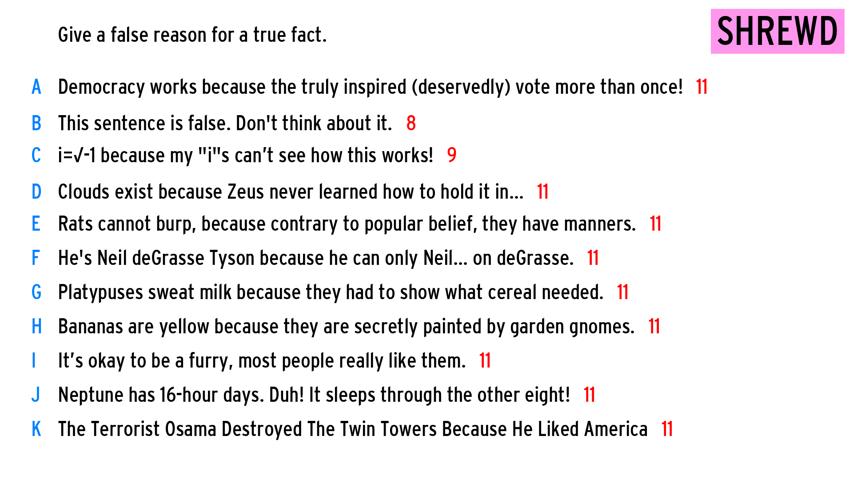 Give a false reason for a true fact.
SHREWD
A Democracy works because the truly inspired (deservedly) vote more than once! 11
B This sentence is false. Don't think about it. 8
C i=√-1 because my "i"s can't see how this works! 9
D Clouds exist because Zeus never learned how to hold it in... 11
E Rats cannot burp, because contrary to popular belief, they have manners. 11
F He's Neil deGrasse Tyson because he can only Neil... on deGrasse. 11
G Platypuses sweat milk because they had to show what cereal needed. 11
H Bananas are yellow because they are secretly painted by garden gnomes. 11
I It's okay to be a furry, most people really like them. 11
J Neptune has 16-hour days. Duh! It sleeps through the other eight! 11
K The Terrorist Osama Destroyed The Twin Towers Because He Liked America 11